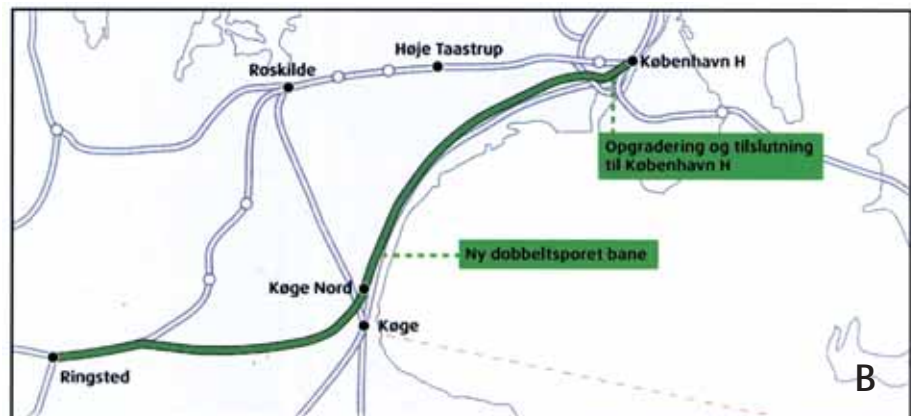 Høje Taastrup
København H
Roskilde
Opgradering og tilslutning
til København H
Ny dobbeltsporet bane
Køge Nord
Køge
Ringsted
B